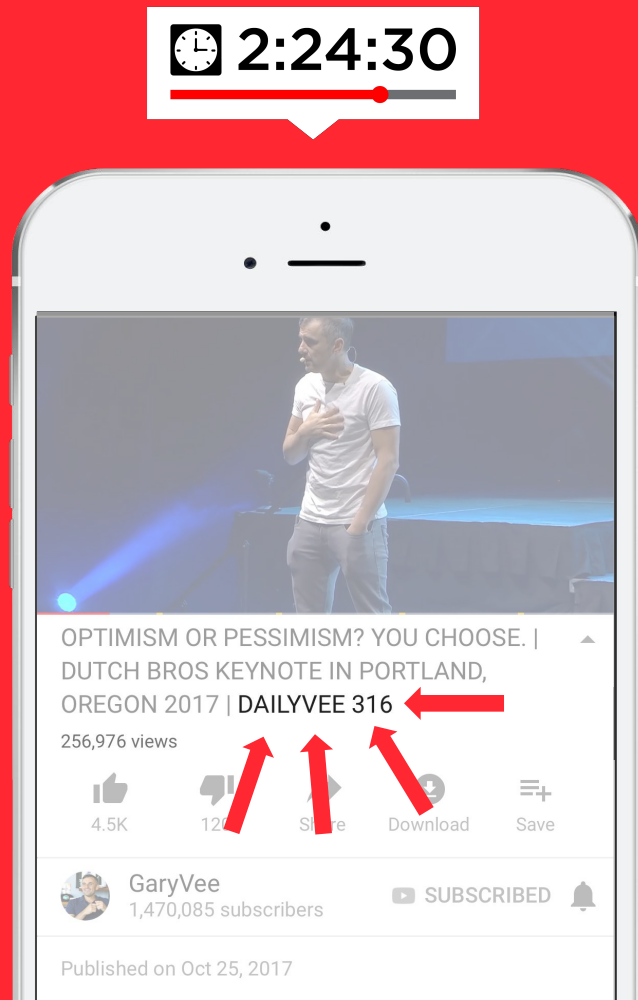 2:24:30
OPTIMISM OR PESSIMISM? YOU CHOOSE. |
DUTCH BROS KEYNOTE IN PORTLAND,
OREGON 2017 | DAILYVEE 316
256,976 views
4.5K
Download
Save
GaryVee
1,470,085 subscribers
SUBSCRIBED
Published on Oct 25, 2017